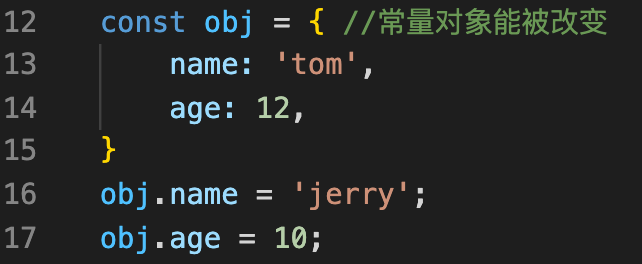 12 const obj = { //常量对象能被改变
13 name: 'tom',
14 age: 12,
15 }
16 obj.name = 'jerry';
17 obj.age = 10;